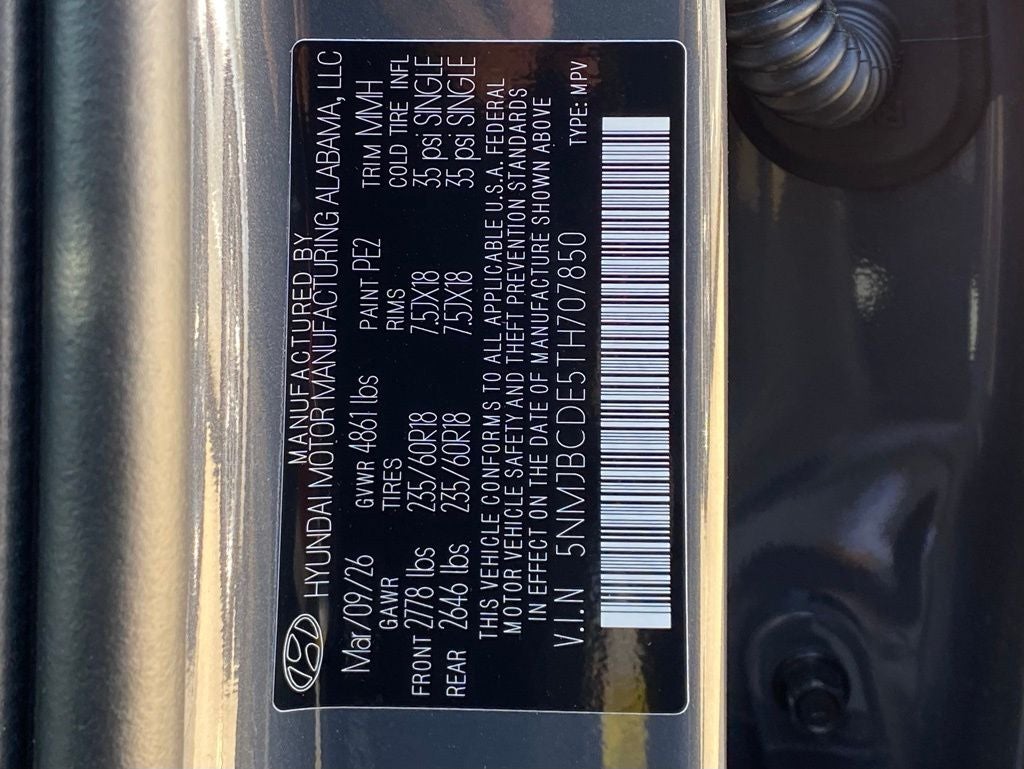 MANUFACTURED BY
HYUNDAI MOTOR MANUFACTURING ALABAMA, LLC
Mar/09/26 GVWR 4861 lbs PAINT PE2 TRIM MMH
GAWR TIRES RIMS COLD TIRE INFL
FRONT 2778 lbs 235/60R18 7.5JX18 35 psi SINGLE
REAR 2646 lbs 235/60R18 7.5JX18 35 psi SINGLE
THIS VEHICLE CONFORMS TO ALL APPLICABLE U.S.A. FEDERAL
MOTOR VEHICLE SAFETY AND THEFT PREVENTION STANDARDS
IN EFFECT ON THE DATE OF MANUFACTURE SHOWN ABOVE
V.I.N 5NMJBCDE5TH707850 TYPE: MPV